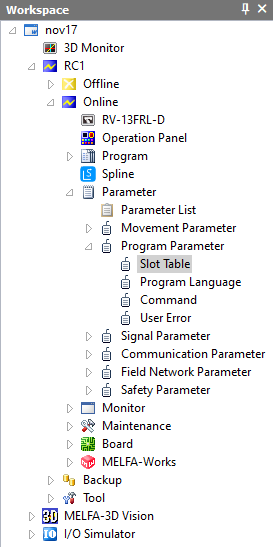 Workspace
nov17
3D Monitor
RC1
Offline
Online
RV-13FRL-D
Operation Panel
Program
Spline
Parameter
Parameter List
Movement Parameter
Program Parameter
Slot Table
Program Language
Command
User Error
Signal Parameter
Communication Parameter
Field Network Parameter
Safety Parameter
Monitor
Maintenance
Board
MELFA-Works
Backup
Tool
MELFA-3D Vision
I/O Simulator